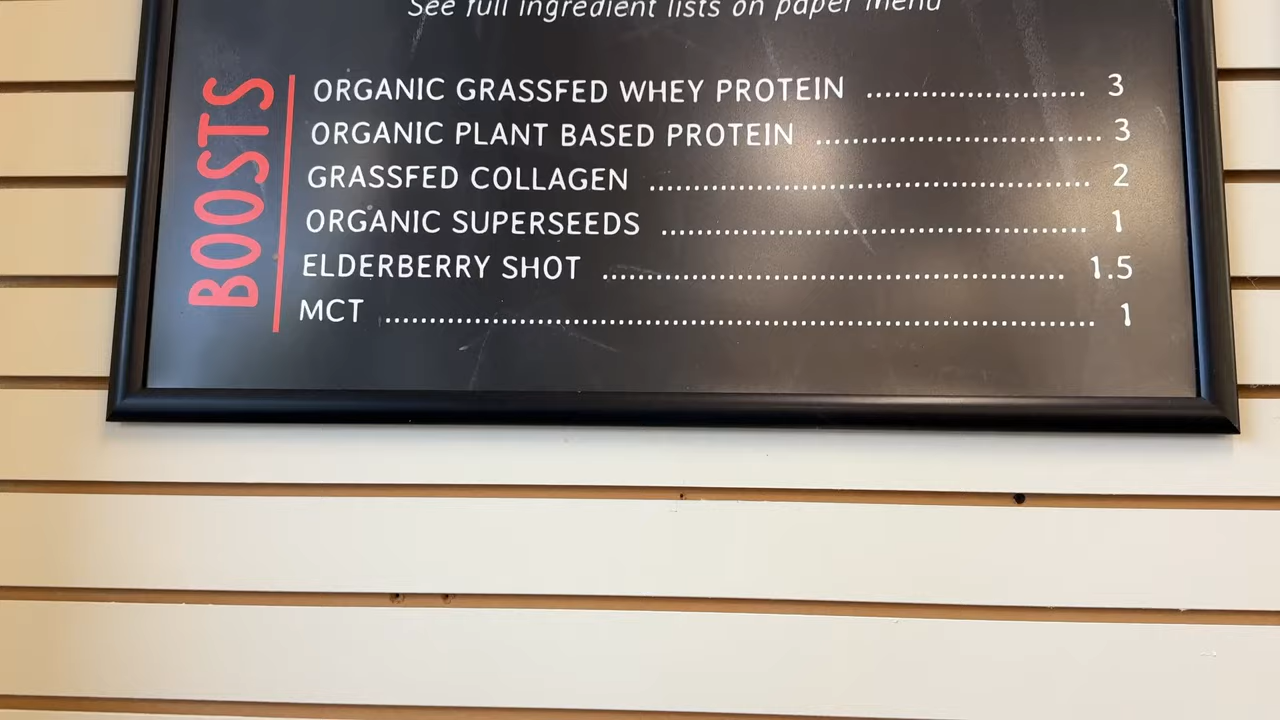 See full ingredient lists on paper menu
BOOSTS
ORGANIC GRASSFED WHEY PROTEIN ........................ 3
ORGANIC PLANT BASED PROTEIN ............................... 3
GRASSFED COLLAGEN ................................................ 2
ORGANIC SUPERSEEDS .............................................. 1
ELDERBERRY SHOT .................................................. 1.5
MCT .............................................................................. 1